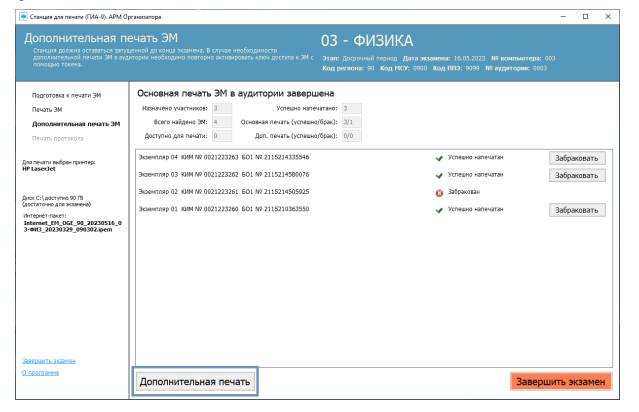 Станция для печати (ГИА-9). АРМ Организатора
Дополнительная печать ЭМ
Станция должна оставаться запущенной до конца экзамена. В случае необходимости
дополнительной печати ЭМ в аудитории необходимо повторно активировать ключ доступа к ЭМ с
помощью токена.
03 - ФИЗИКА
Этап: Досрочный период Дата экзамена: 16.05.2023 № компьютера: 003
Код региона: 90 Код МСУ: 0900 Код ППЭ: 9099 № аудитории: 0003
Подготовка к печати ЭМ
Печать ЭМ
Дополнительная печать ЭМ
Печать протокола
Для печати выбран принтер:
HP LaserJet
Диск C:\ доступно 90 Гб
(достаточно для экзамена)
Интернет-пакет:
Internet_EM_OGE_90_20230516_0
3-ФИЗ_20230329_090302.ipem
Завершить экзамен
О программе
Основная печать ЭМ в аудитории завершена
Назначено участников: 3 Успешно напечатано: 3
Всего найдено ЭМ: 4 Основная печать (успешно/брак): 3/1
Доступно для печати: 0 Доп. печать (успешно/брак): 0/0
Экземпляр 04 КИМ № 0021223263 БО1 № 2115214335546 Успешно напечатан Забраковать
Экземпляр 03 КИМ № 0021223262 БО1 № 2115214580076 Успешно напечатан Забраковать
Экземпляр 02 КИМ № 0021223261 БО1 № 2115214505925 Забракован
Экземпляр 01 КИМ № 0021223260 БО1 № 2115210363550 Успешно напечатан Забраковать
Дополнительная печать
Завершить экзамен